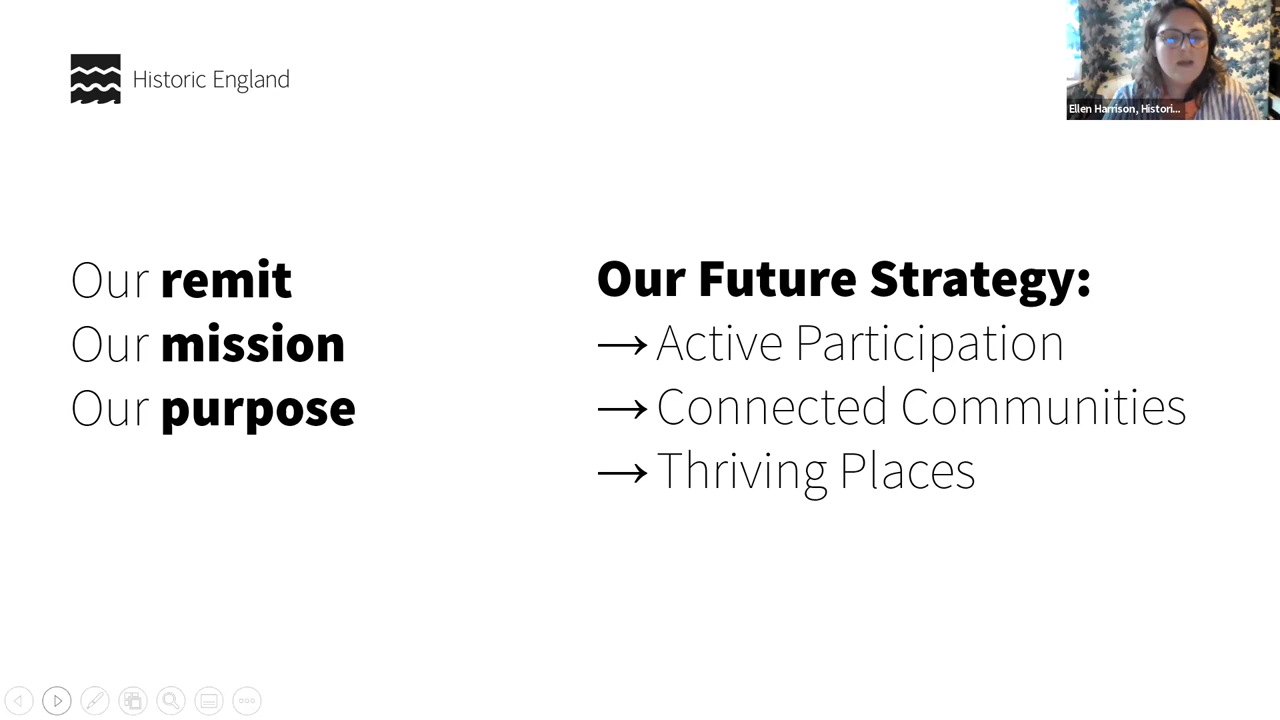 Historic England
Ellen Harrison, Histori...
Our remit
Our mission
Our purpose
Our Future Strategy:
→ Active Participation
→ Connected Communities
→ Thriving Places